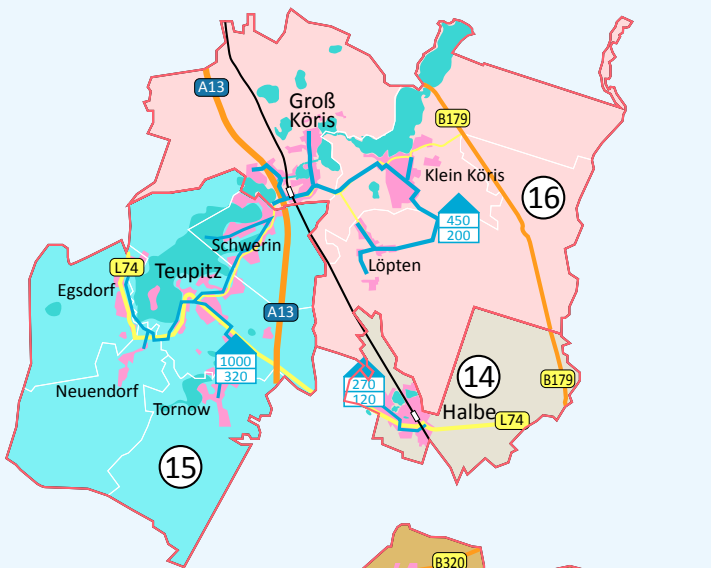 A13
Groß
Köris
B179
Klein Köris
16
450
200
Schwerin
Löpten
L74
Teupitz
Egsdorf
A13
1000
320
270
120
14
B179
Neuendorf
Tornow
Halbe
L74
15
B320